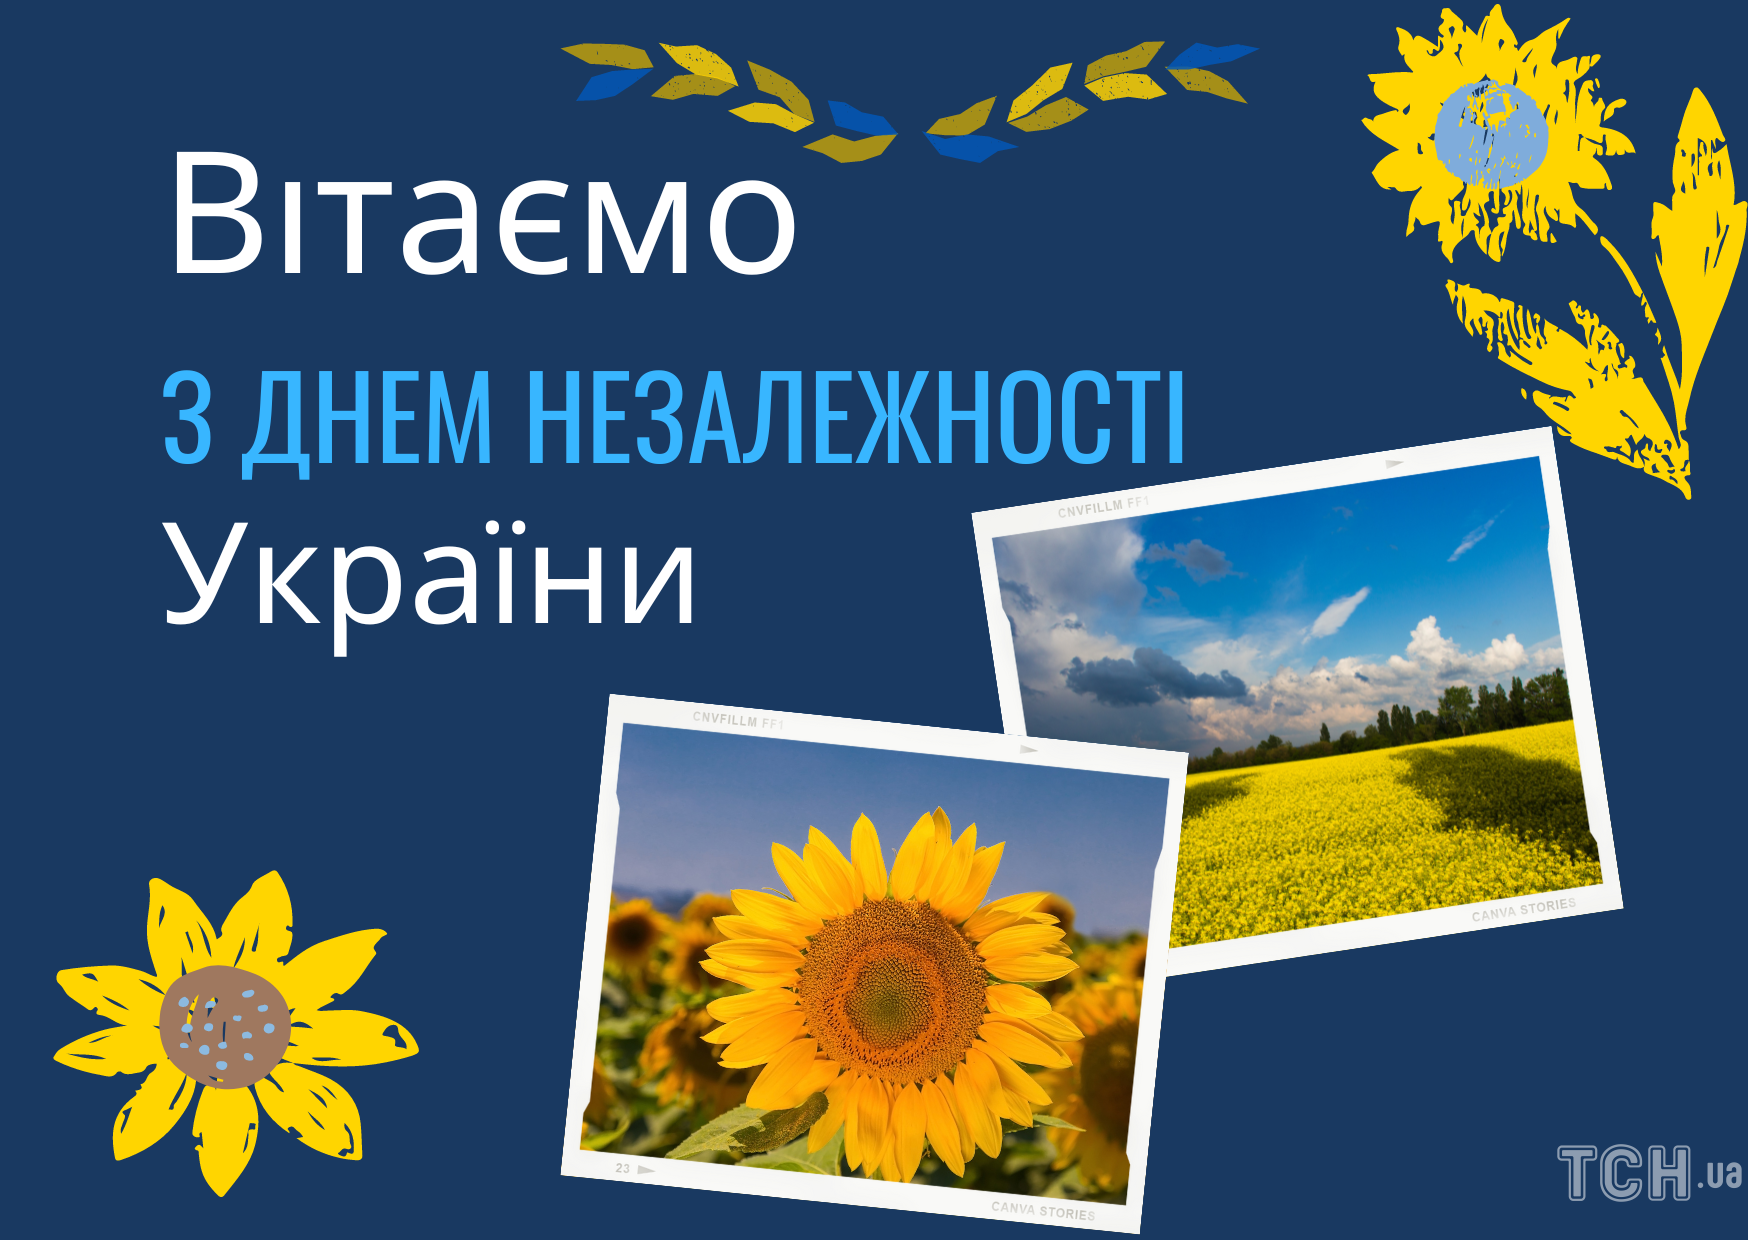 Вітаємо
З ДНЕМ НЕЗАЛЕЖНОСТІ
України
CNVFILLM FF1
CNVFILLM FF1
CANVA STORIES
23
CANVA STORIES
ТСН.ua